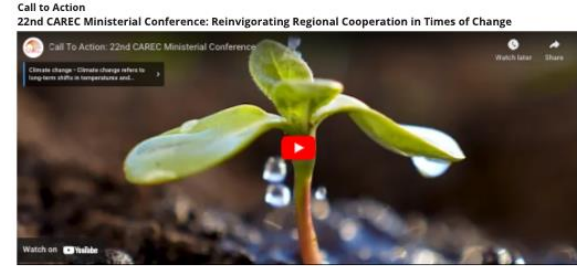 Call to Action
22nd CAREC Ministerial Conference: Reinvigorating Regional Cooperation in Times of Change
Call To Action: 22nd CAREC Ministerial Conference
Watch later
Share
Climate change - Climate change refers to
long-term shifts in temperatures and...
Watch on YouTube